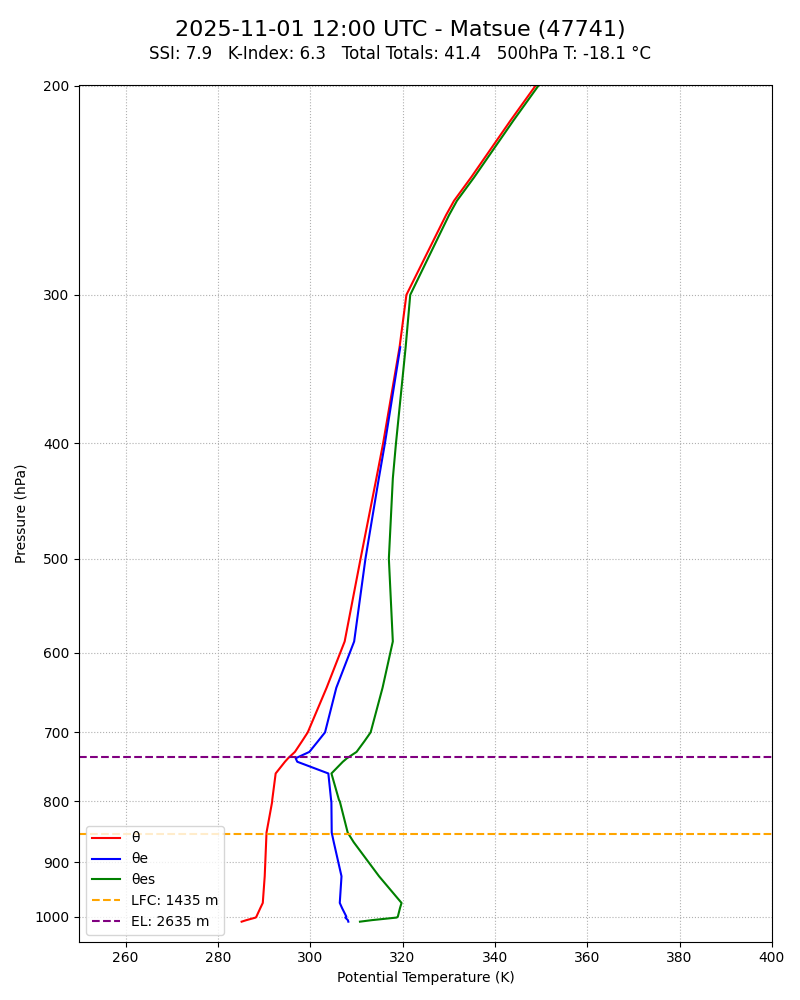 2025-11-01 12:00 UTC - Matsue (47741)
SSI: 7.9   K-Index: 6.3   Total Totals: 41.4   500hPa T: -18.1 °C
200
300
400
500
600
700
800
900
1000
Pressure (hPa)
θ
θe
θes
LFC: 1435 m
EL: 2635 m
260 280 300 320 340 360 380 400
Potential Temperature (K)